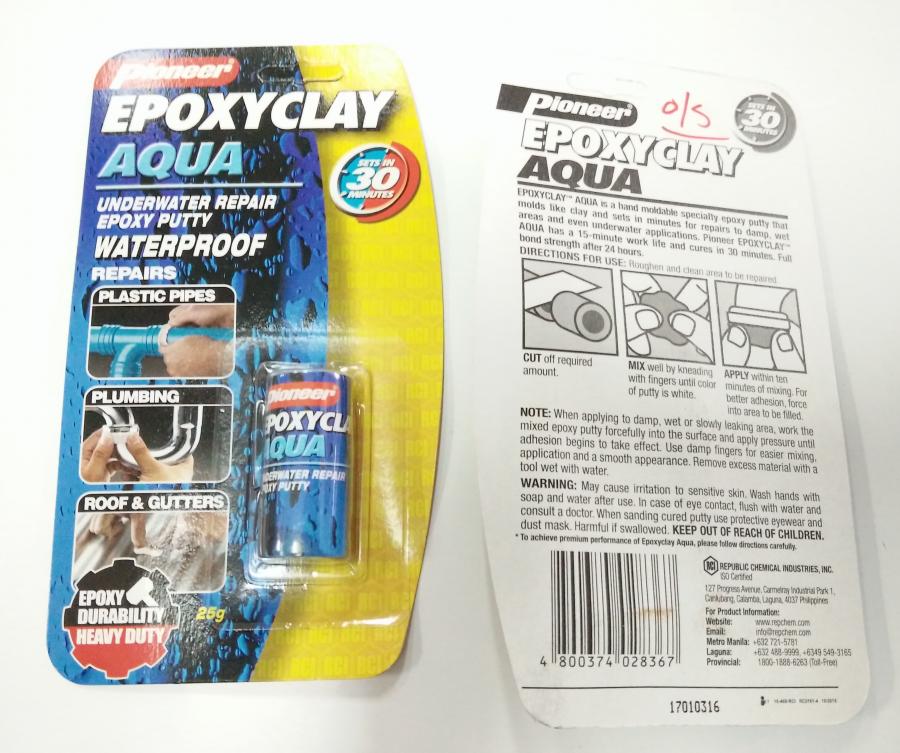 Pioneer
EPOXYCLAY
AQUA
SETS IN
30
MINUTES
UNDERWATER REPAIR
EPOXY PUTTY
WATERPROOF
REPAIRS
PLASTIC PIPES
PLUMBING
ROOF & GUTTERS
EPOXY
DURABILITY
HEAVY DUTY
25g
Pioneer
POXYCLA
AQUA
NDERWATER REPAIR
OXY PUTTY
Pioneer
o/s
SETS IN
30
MINUTES
EPOXYCLAY
AQUA
EPOXYCLAY™ AQUA is a hand moldable specialty epoxy putty that
molds like clay and sets in minutes for repairs to damp, wet
areas and even underwater applications. Pioneer EPOXYCLAY™
AQUA has a 15-minute work life and cures in 30 minutes. Full
bond strength after 24 hours.
DIRECTIONS FOR USE: Roughen and clean area to be repaired.
CUT off required
amount.
MIX well by kneading
with fingers until color
of putty is white.
APPLY within ten
minutes of mixing. For
better adhesion, force
into area to be filled.
NOTE: When applying to damp, wet or slowly leaking area, work the
mixed epoxy putty forcefully into the surface and apply pressure until
adhesion begins to take effect. Use damp fingers for easier mixing,
application and a smooth appearance. Remove excess material with a
tool wet with water.
WARNING: May cause irritation to sensitive skin. Wash hands with
soap and water after use. In case of eye contact, flush with water and
consult a doctor. When sanding cured putty use protective eyewear and
dust mask. Harmful if swallowed. KEEP OUT OF REACH OF CHILDREN.
* To achieve premium performance of Epoxyclay Aqua, please follow directions carefully.
RCI REPUBLIC CHEMICAL INDUSTRIES, INC.
ISO Certified
127 Progress Avenue, Carmelray Industrial Park 1,
Canlubang, Calamba, Laguna, 4037 Philippines
For Product Information:
Website: www.repchem.com
Email: info@repchem.com
Metro Manila: +632 721-5781
Laguna: +632 488-9999, +6349 549-3165
Provincial: 1800-1888-6263 (Toll-Free)
4 800374 028367
17010316